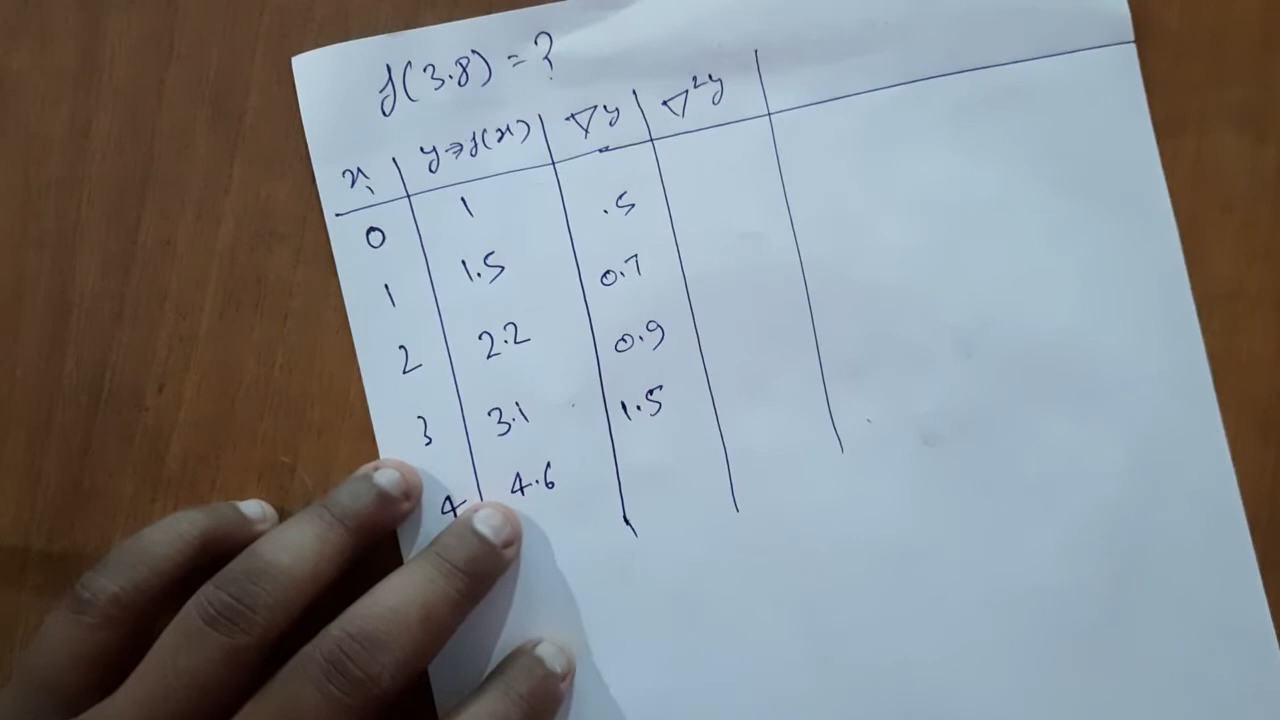 f(3.8) = ?
x, y ⇒ f(x) ∇y ∇²y
0 1 .5
1 1.5 0.7
2 2.2 0.9
3 3.1 1.5
4 4.6